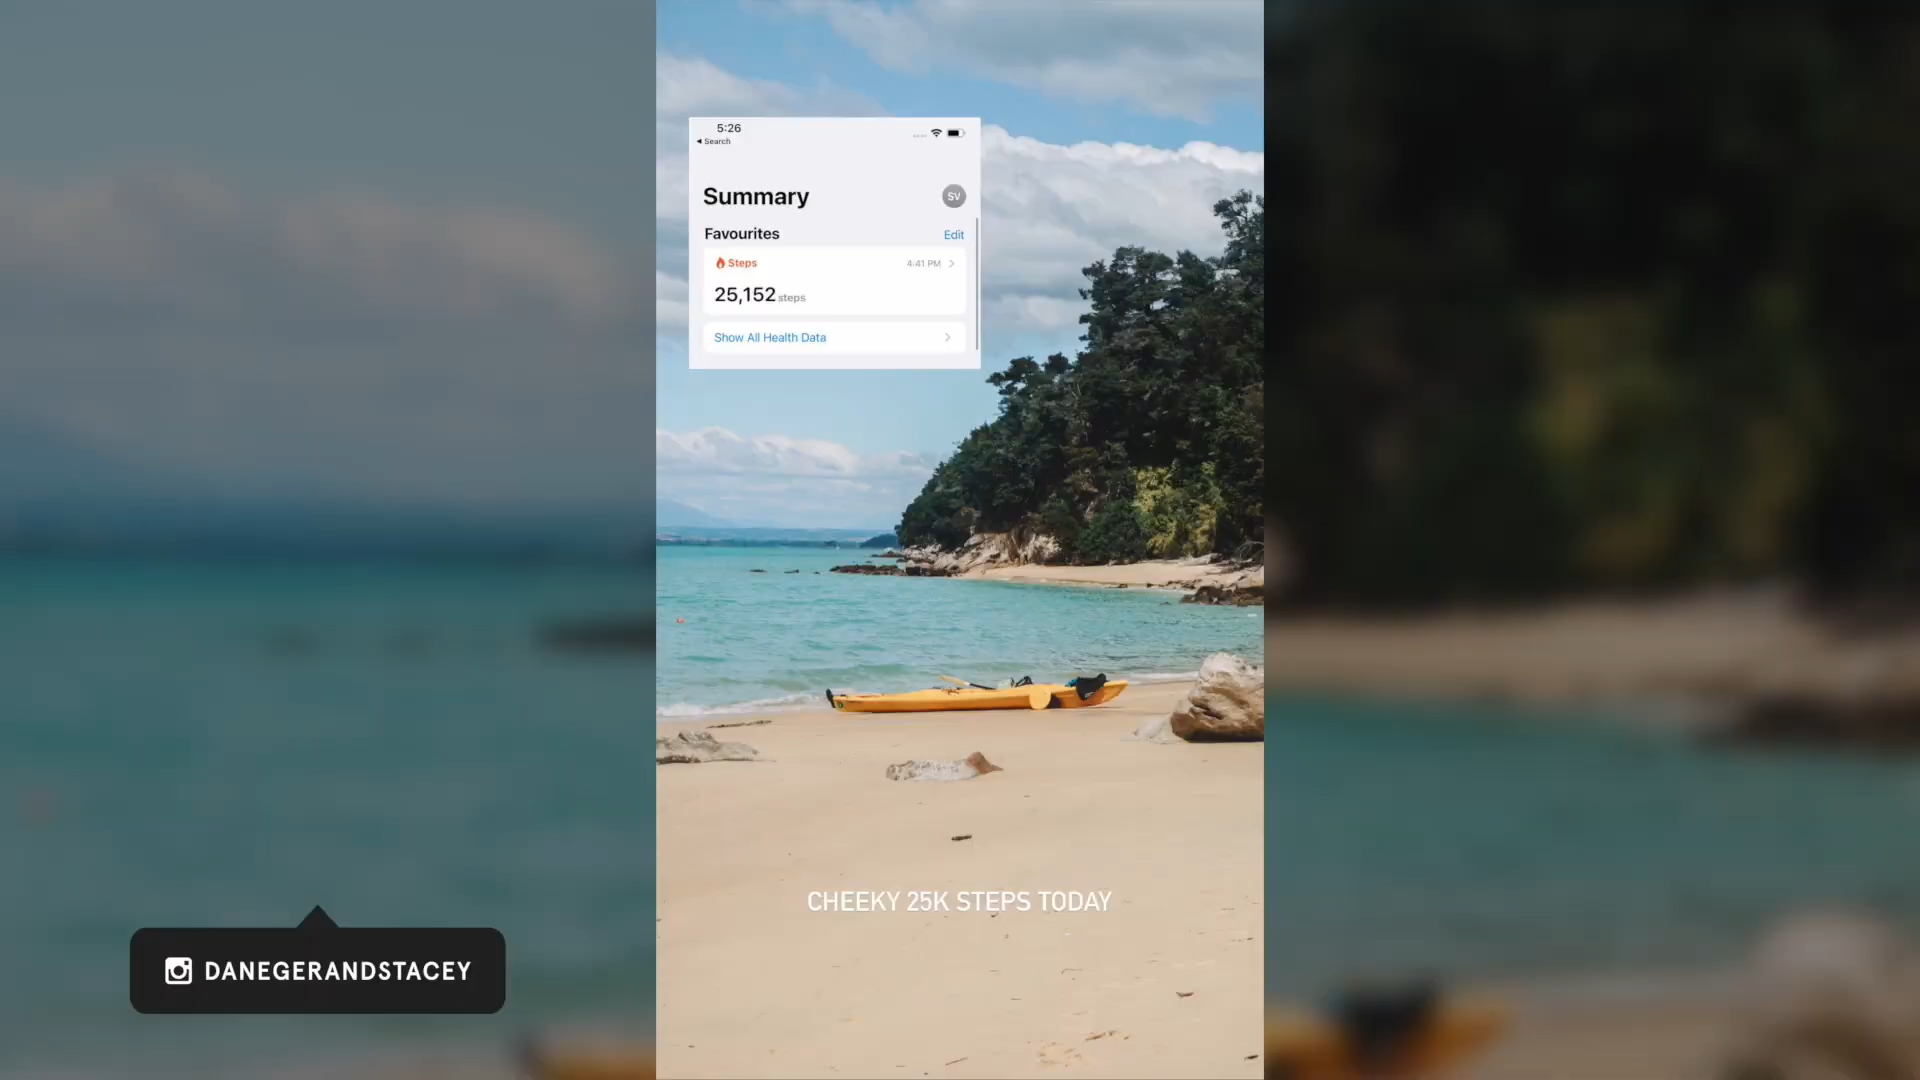 5:26
Search
Summary
SV
Favourites
Edit
Steps
4:41 PM
25,152 steps
Show All Health Data
CHEEKY 25K STEPS TODAY
DANEGERANDSTACEY